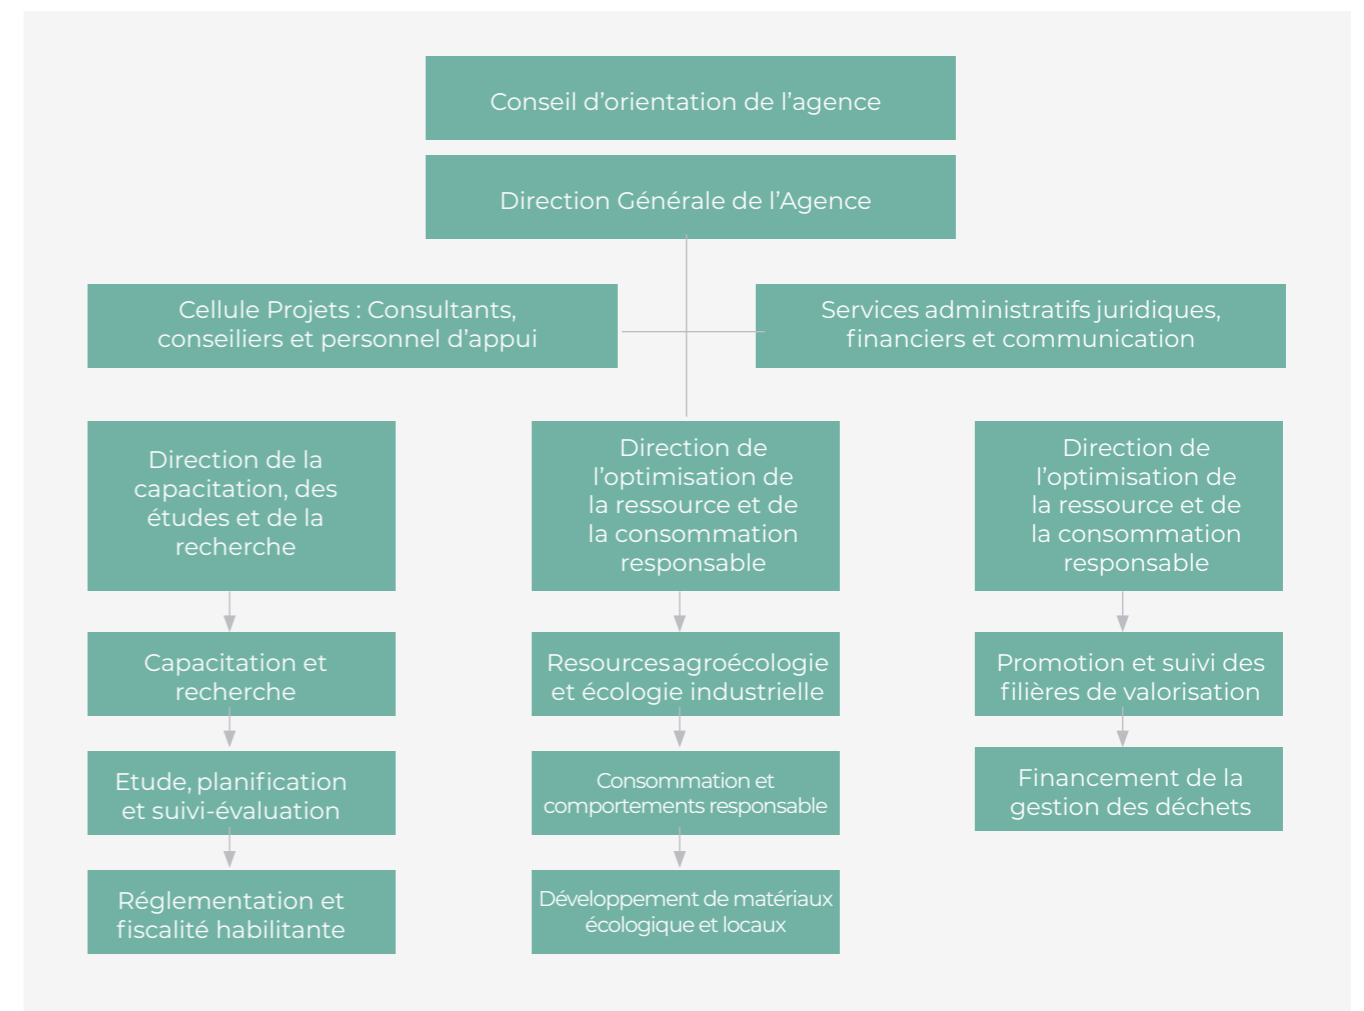 Conseil d'orientation de l'agence
Direction Générale de l'Agence
Cellule Projets : Consultants,
conseiliers et personnel d'appui
Services administratifs juridiques,
financiers et communication
Direction de la
capacitation, des
études et de la
recherche
Direction de
l'optimisation de
la ressource et de
la consommation
responsable
Direction de
l'optimisation de
la ressource et de
la consommation
responsable
Capacitation et
recherche
Resources agroécologie
et écologie industrielle
Promotion et suivi des
filières de valorisation
Etude, planification
et suivi-évaluation
Consommation et
comportements responsable
Financement de la
gestion des déchets
Réglementation et
fiscalité habilitante
Développement de matériaux
écologique et locaux